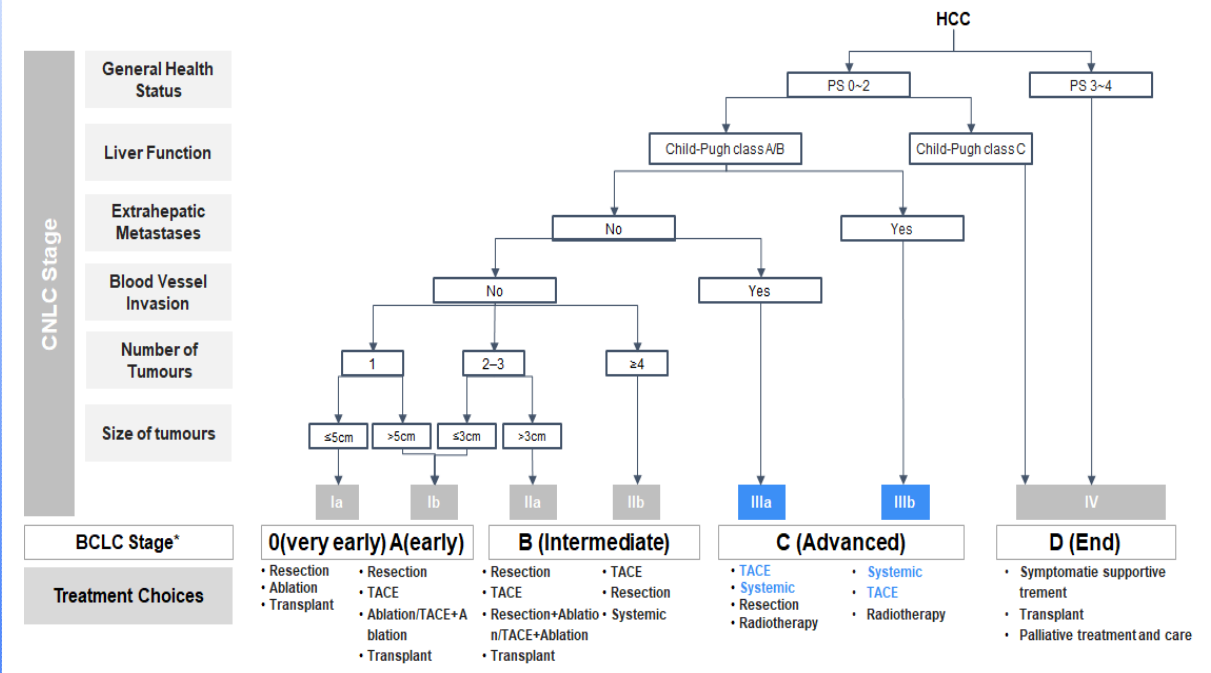 HCC
General Health
Status
PS 0~2
PS 3~4
CNLC Stage
Liver Function
Child-Pugh class A/B
Child-Pugh class C
Extrahepatic
Metastases
No
Yes
Blood Vessel
Invasion
No
Yes
Number of
Tumours
1
2–3
≥4
Size of tumours
≤5cm
>5cm
≤3cm
>3cm
Ia
Ib
IIa
IIb
IIIa
IIIb
IV
BCLC Stage*
0(very early) A(early)
B (Intermediate)
C (Advanced)
D (End)
Treatment Choices
• Resection
• Ablation
• Transplant
• Resection
• TACE
• Ablation/TACE+A
blation
• Transplant
• Resection
• TACE
• Resection+Ablatio
n/TACE+Ablation
• Transplant
• TACE
• Resection
• Systemic
• TACE
• Systemic
• Resection
• Radiotherapy
• Systemic
• TACE
• Radiotherapy
• Symptomatie supportive
trement
• Transplant
• Palliative treatment and care